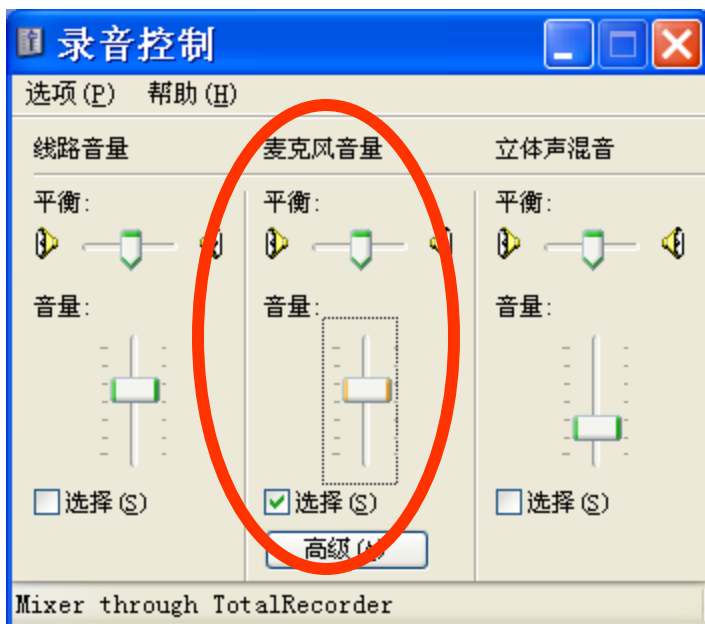 录音控制
选项(P) 帮助(H)
线路音量 麦克风音量 立体声混音
平衡: 平衡: 平衡:
音量: 音量: 音量:
选择(S) 选择(S) 选择(S)
高级(A)
Mixer through TotalRecorder